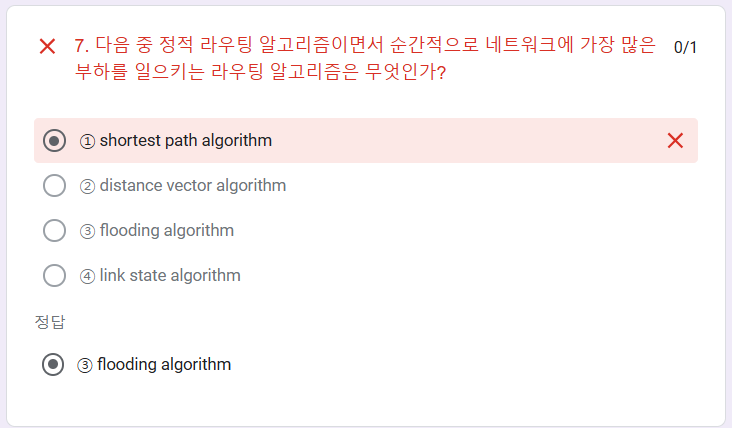 7. 다음 중 정적 라우팅 알고리즘이면서 순간적으로 네트워크에 가장 많은 0/1
부하를 일으키는 라우팅 알고리즘은 무엇인가?
① shortest path algorithm
② distance vector algorithm
③ flooding algorithm
④ link state algorithm
정답
③ flooding algorithm